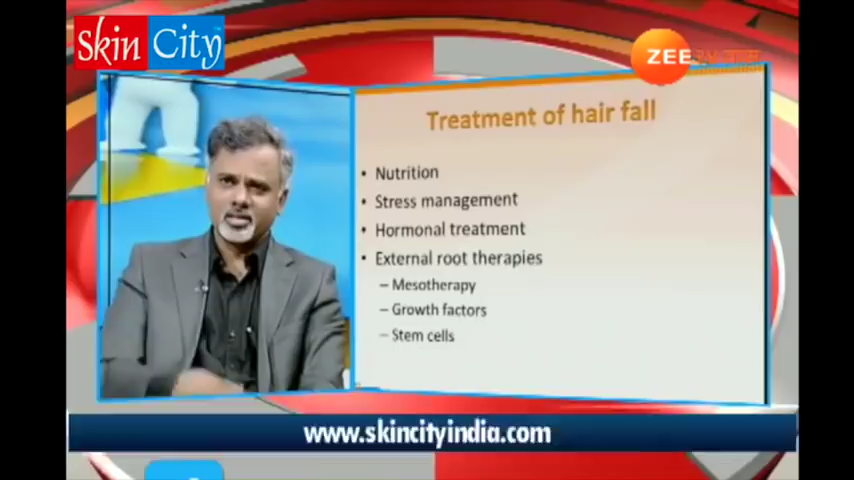 Skin City
ZEE
Treatment of hair fall
• Nutrition
• Stress management
• Hormonal treatment
• External root therapies
– Mesotherapy
– Growth factors
– Stem cells
www.skincityindia.com